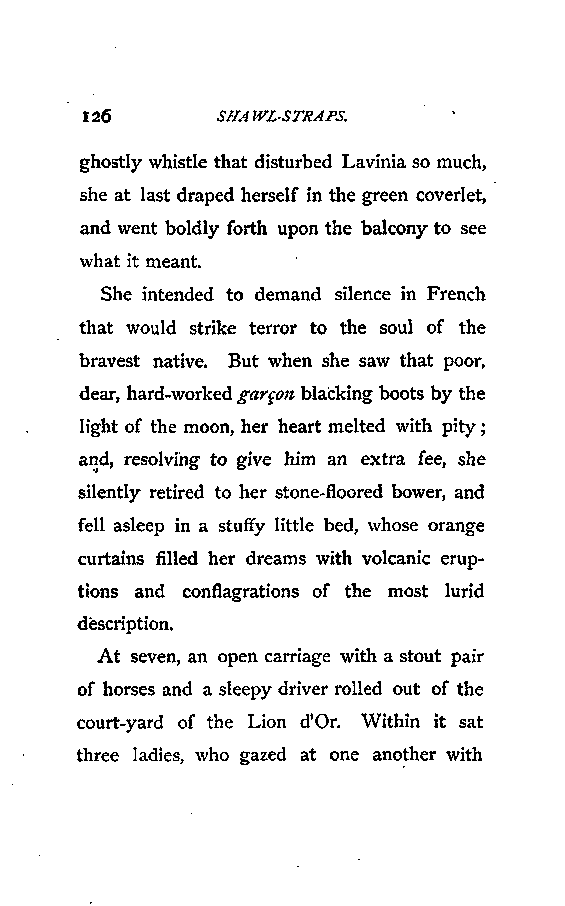 126 SHAWL-STRAPS.
ghostly whistle that disturbed Lavinia so much,
she at last draped herself in the green coverlet,
and went boldly forth upon the balcony to see
what it meant.
She intended to demand silence in French
that would strike terror to the soul of the
bravest native. But when she saw that poor,
dear, hard-worked garçon blacking boots by the
light of the moon, her heart melted with pity;
and, resolving to give him an extra fee, she
silently retired to her stone-floored bower, and
fell asleep in a stuffy little bed, whose orange
curtains filled her dreams with volcanic erup-
tions and conflagrations of the most lurid
description.
At seven, an open carriage with a stout pair
of horses and a sleepy driver rolled out of the
court-yard of the Lion d'Or. Within it sat
three ladies, who gazed at one another with